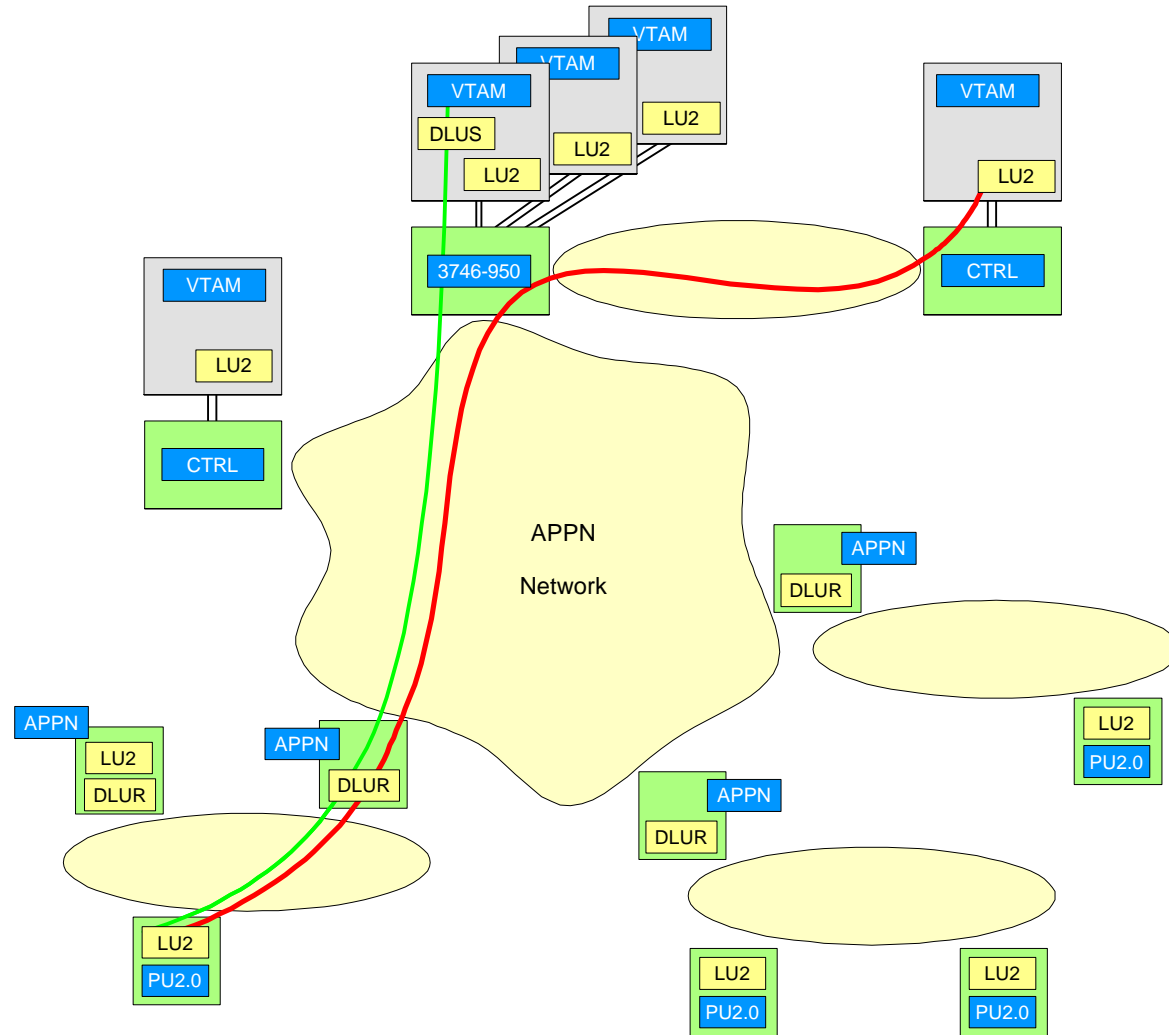 VTAM
VTAM
VTAM
VTAM
DLUS
LU2
LU2
LU2
LU2
3746-950
CTRL
VTAM
LU2
CTRL
APPN
Network
APPN
DLUR
APPN
LU2
DLUR
APPN
DLUR
LU2
PU2.0
APPN
DLUR
LU2
PU2.0
LU2
PU2.0
LU2
PU2.0